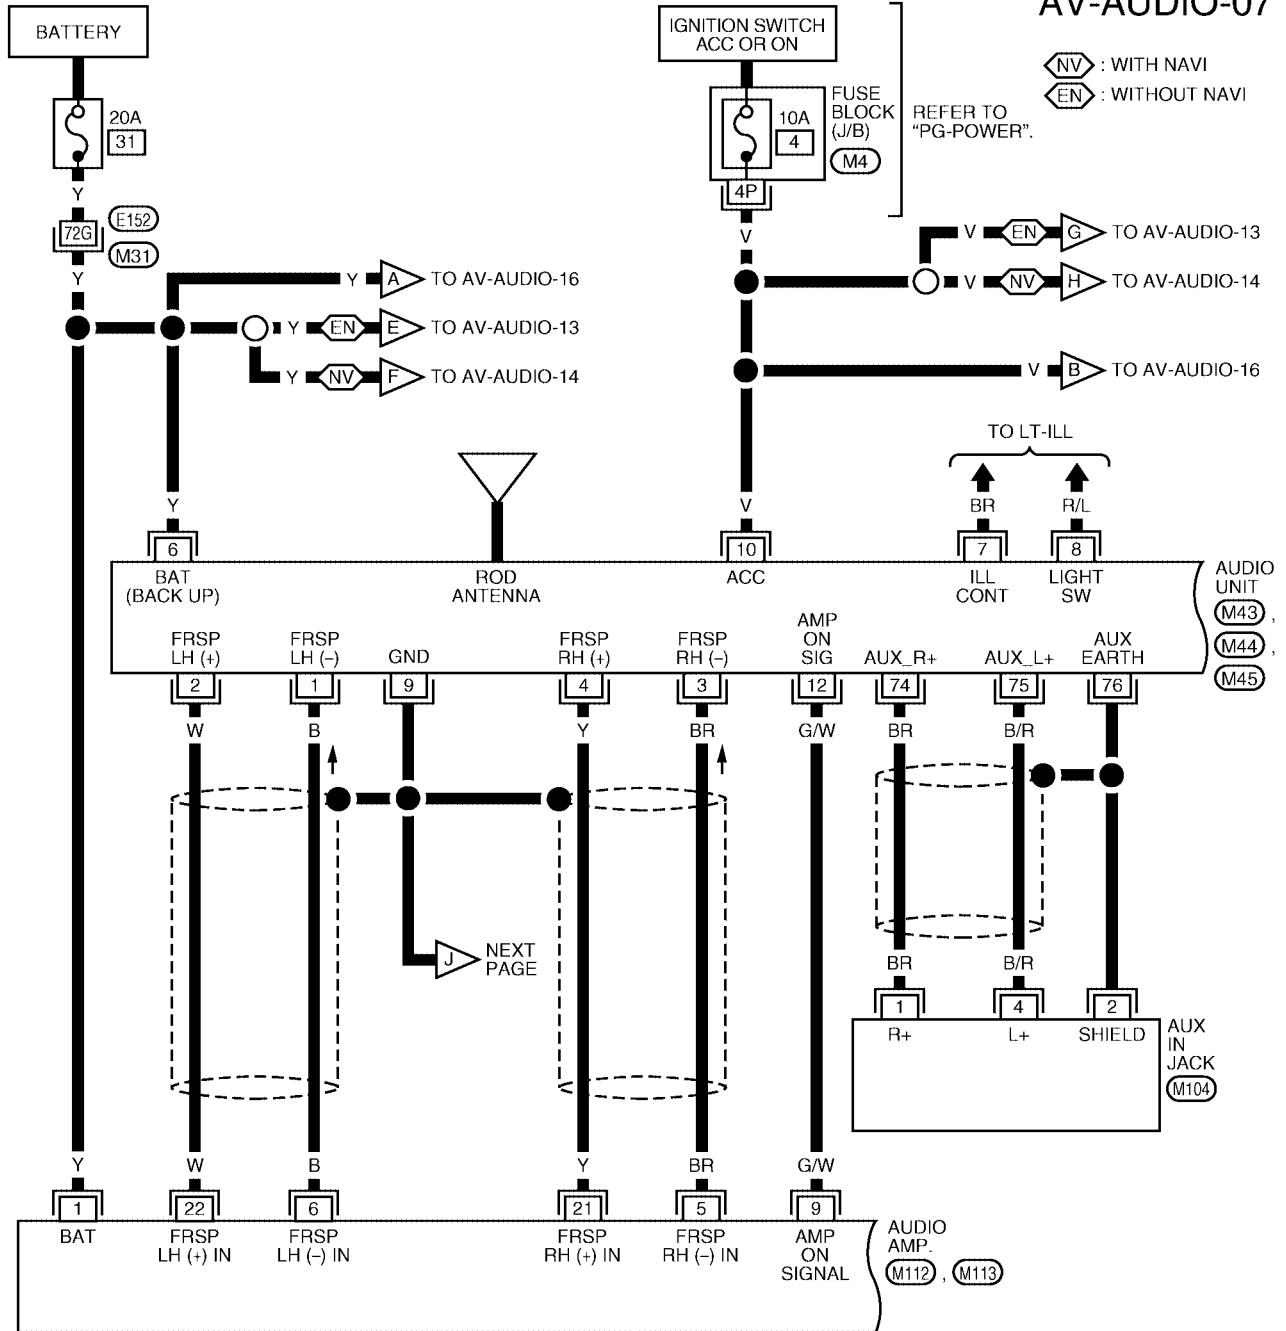 AV-AUDIO-07
BATTERY
IGNITION SWITCH
ACC OR ON
NV : WITH NAVI
EN : WITHOUT NAVI
20A
31
10A
4
FUSE
BLOCK
(J/B)
M4
REFER TO
“PG-POWER”.
Y
4P
72G
E152
M31
V
Y
V EN G TO AV-AUDIO-13
Y A TO AV-AUDIO-16
V NV H TO AV-AUDIO-14
Y EN E TO AV-AUDIO-13
Y NV F TO AV-AUDIO-14
V B TO AV-AUDIO-16
TO LT-ILL
Y
V
BR
R/L
6
10
7
8
BAT
(BACK UP)
ROD
ANTENNA
ACC
ILL
CONT
LIGHT
SW
AUDIO
UNIT
M43 ,
M44 ,
M45
FRSP
LH (+)
FRSP
LH (–)
GND
FRSP
RH (+)
FRSP
RH (–)
AMP
ON
SIG
AUX_R+
AUX_L+
AUX
EARTH
2
1
9
4
3
12
74
75
76
W
B
Y
BR
G/W
BR
B/R
J
NEXT
PAGE
BR
B/R
1
4
2
R+
L+
SHIELD
AUX
IN
JACK
M104
Y
W
B
Y
BR
G/W
1
22
6
21
5
9
BAT
FRSP
LH (+) IN
FRSP
LH (–) IN
FRSP
RH (+) IN
FRSP
RH (–) IN
AMP
ON
SIGNAL
AUDIO
AMP.
M112 , M113